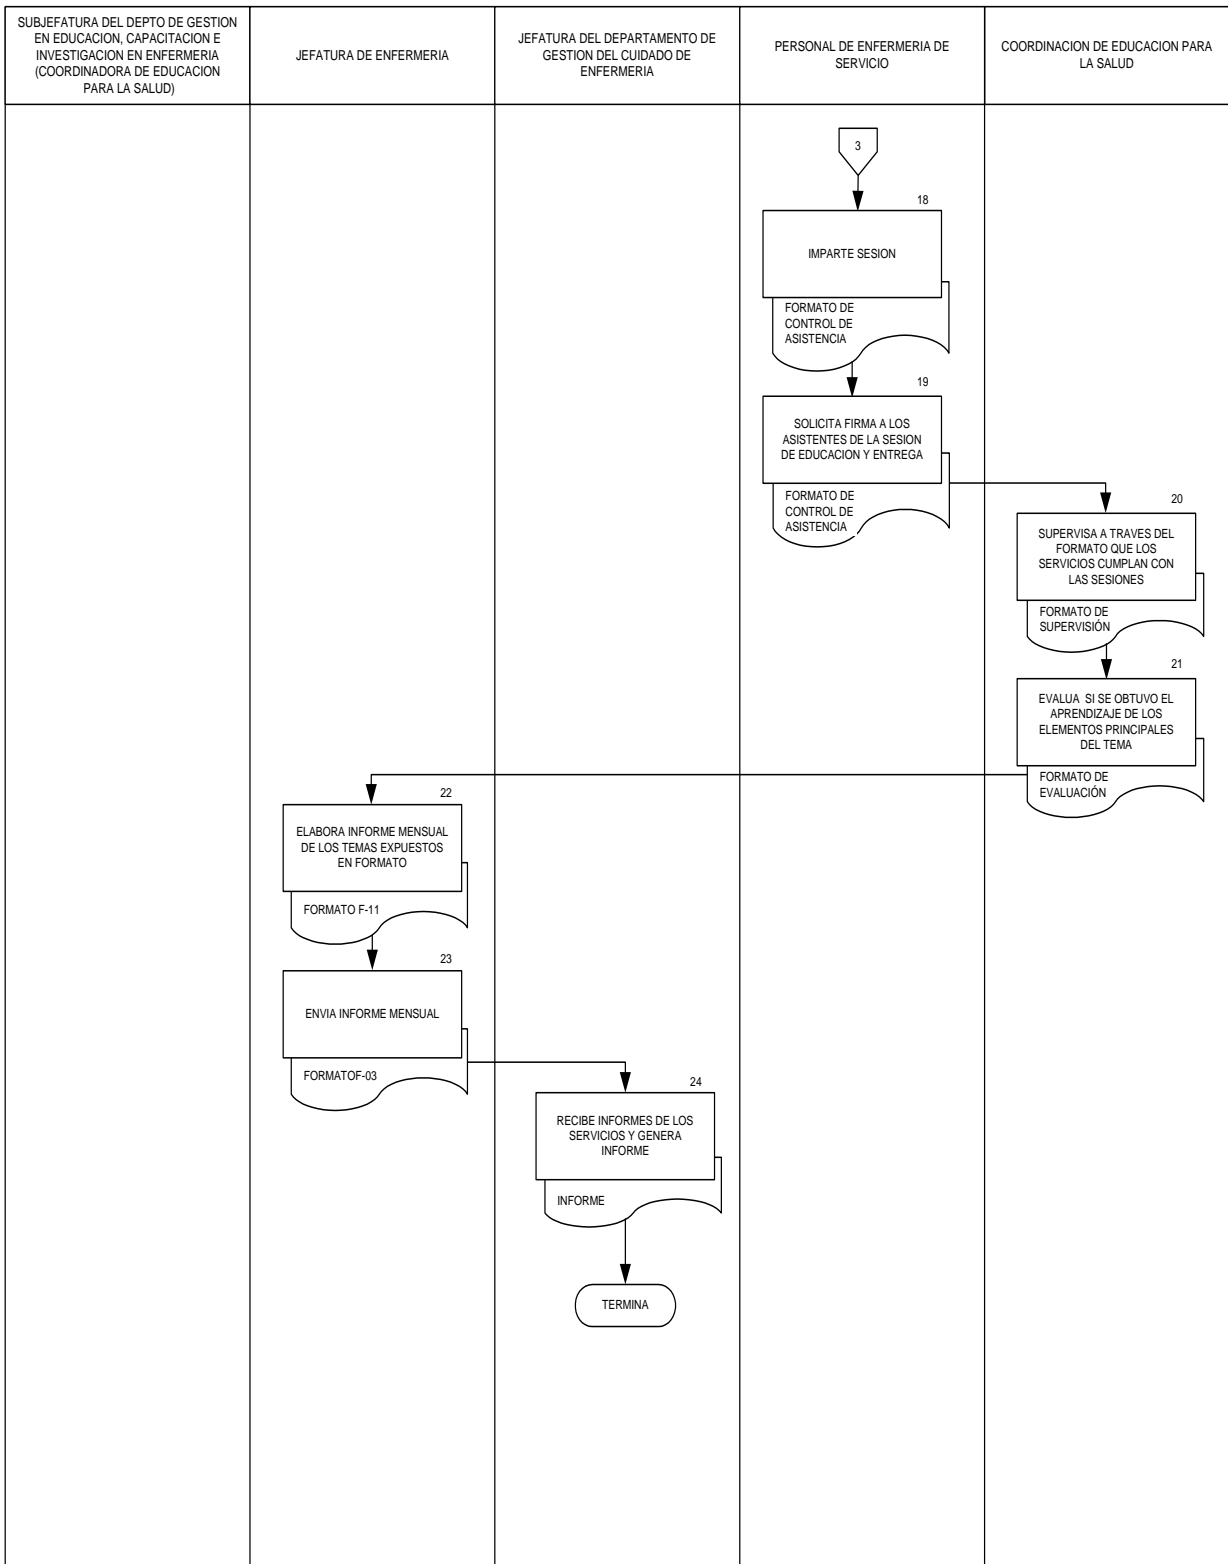 SUBJEFATURA DEL DEPTO DE GESTION
EN EDUCACION, CAPACITACION E
INVESTIGACION EN ENFERMERIA
(COORDINADORA DE EDUCACION
PARA LA SALUD)
JEFATURA DE ENFERMERIA
JEFATURA DEL DEPARTAMENTO DE
GESTION DEL CUIDADO DE
ENFERMERIA
PERSONAL DE ENFERMERIA DE
SERVICIO
COORDINACION DE EDUCACION PARA
LA SALUD
3
18
IMPARTE SESION
FORMATO DE
CONTROL DE
ASISTENCIA
19
SOLICITA FIRMA A LOS
ASISTENTES DE LA SESION
DE EDUCACION Y ENTREGA
FORMATO DE
CONTROL DE
ASISTENCIA
20
SUPERVISA A TRAVES DEL
FORMATO QUE LOS
SERVICIOS CUMPLAN CON
LAS SESIONES
FORMATO DE
SUPERVISIÓN
21
EVALUA SI SE OBTUVO EL
APRENDIZAJE DE LOS
ELEMENTOS PRINCIPALES
DEL TEMA
FORMATO DE
EVALUACIÓN
22
ELABORA INFORME MENSUAL
DE LOS TEMAS EXPUESTOS
EN FORMATO
FORMATO F-11
23
ENVIA INFORME MENSUAL
FORMATOF-03
24
RECIBE INFORMES DE LOS
SERVICIOS Y GENERA
INFORME
INFORME
TERMINA